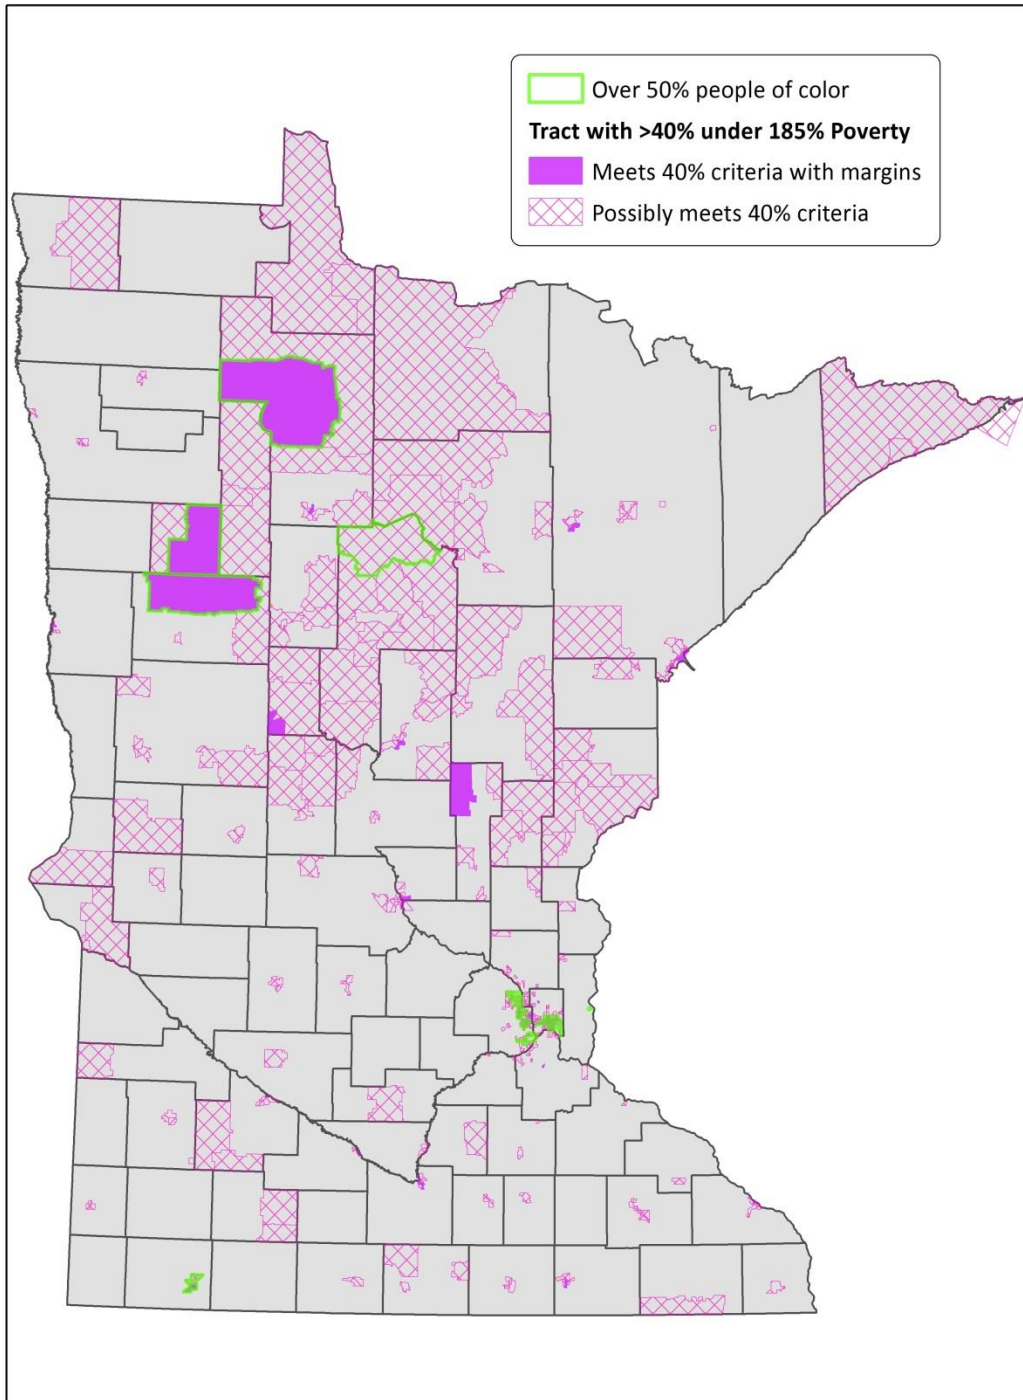 Over 50% people of color
Tract with >40% under 185% Poverty
Meets 40% criteria with margins
Possibly meets 40% criteria